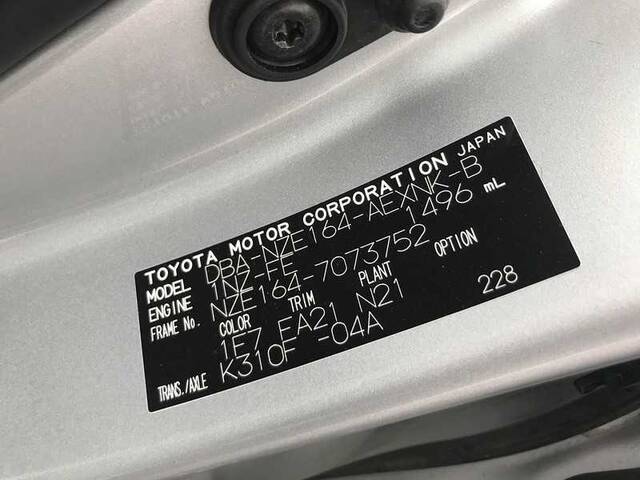 TOYOTA MOTOR CORPORATION JAPAN
MODEL DBA-NZE164-AEXNK-B
ENGINE 1NZ-FE 1496 mL
FRAME No. NZE164-7073752
COLOR TRIM PLANT OPTION
1E7 FA21 N21
TRANS./AXLE K310F -04A 228